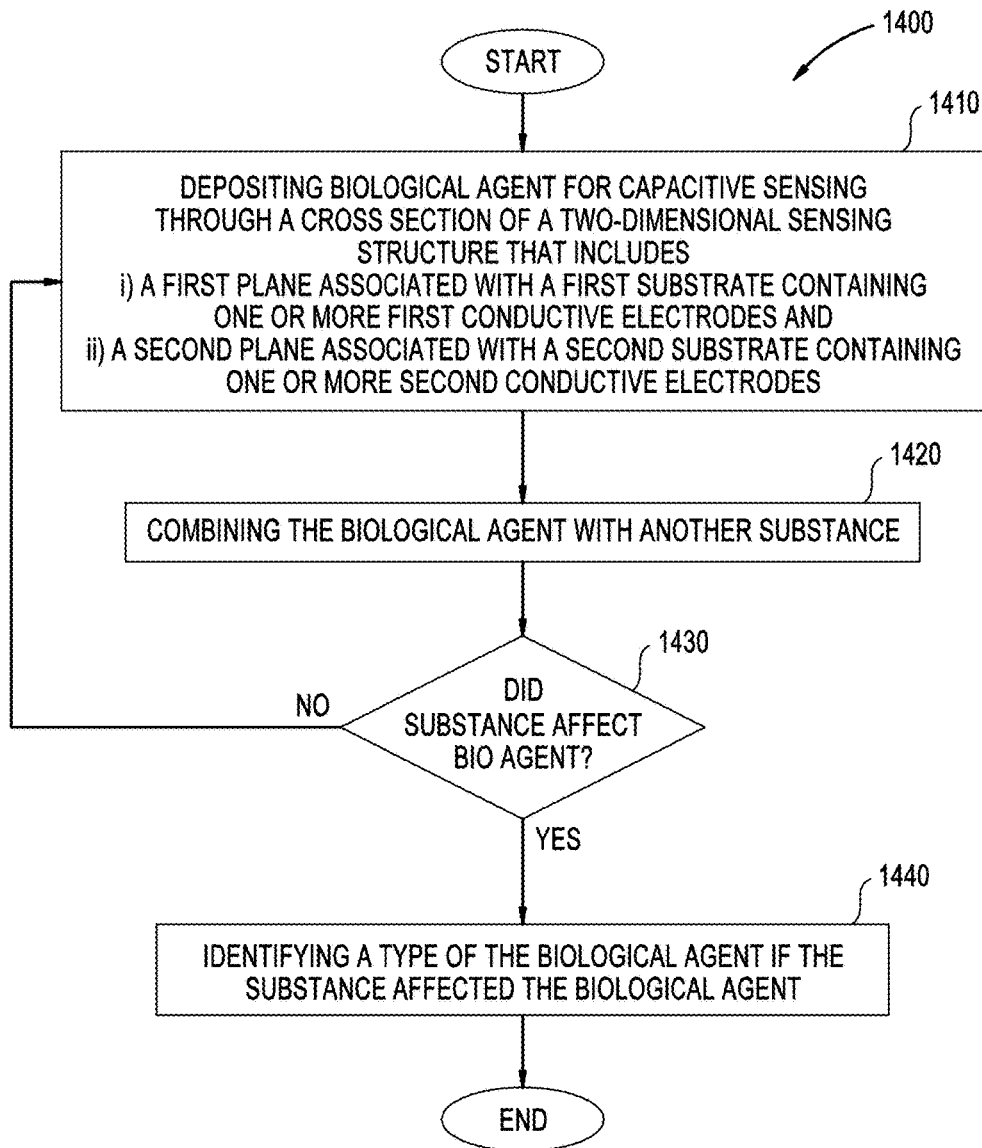 1400
START
1410
DEPOSITING BIOLOGICAL AGENT FOR CAPACITIVE SENSING
THROUGH A CROSS SECTION OF A TWO-DIMENSIONAL SENSING
STRUCTURE THAT INCLUDES
i) A FIRST PLANE ASSOCIATED WITH A FIRST SUBSTRATE CONTAINING
ONE OR MORE FIRST CONDUCTIVE ELECTRODES AND
ii) A SECOND PLANE ASSOCIATED WITH A SECOND SUBSTRATE CONTAINING
ONE OR MORE SECOND CONDUCTIVE ELECTRODES
1420
COMBINING THE BIOLOGICAL AGENT WITH ANOTHER SUBSTANCE
1430
DID
SUBSTANCE AFFECT
BIO AGENT?
NO
YES
1440
IDENTIFYING A TYPE OF THE BIOLOGICAL AGENT IF THE
SUBSTANCE AFFECTED THE BIOLOGICAL AGENT
END